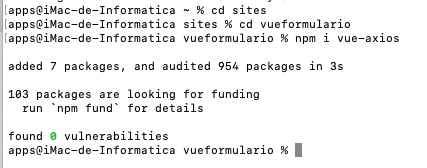 [apps@iMac-de-Informatica ~ % cd sites
[apps@iMac-de-Informatica sites % cd vueformulario
[apps@iMac-de-Informatica vueformulario % npm i vue-axios
added 7 packages, and audited 954 packages in 3s
103 packages are looking for funding
  run `npm fund` for details
found 0 vulnerabilities
apps@iMac-de-Informatica vueformulario %